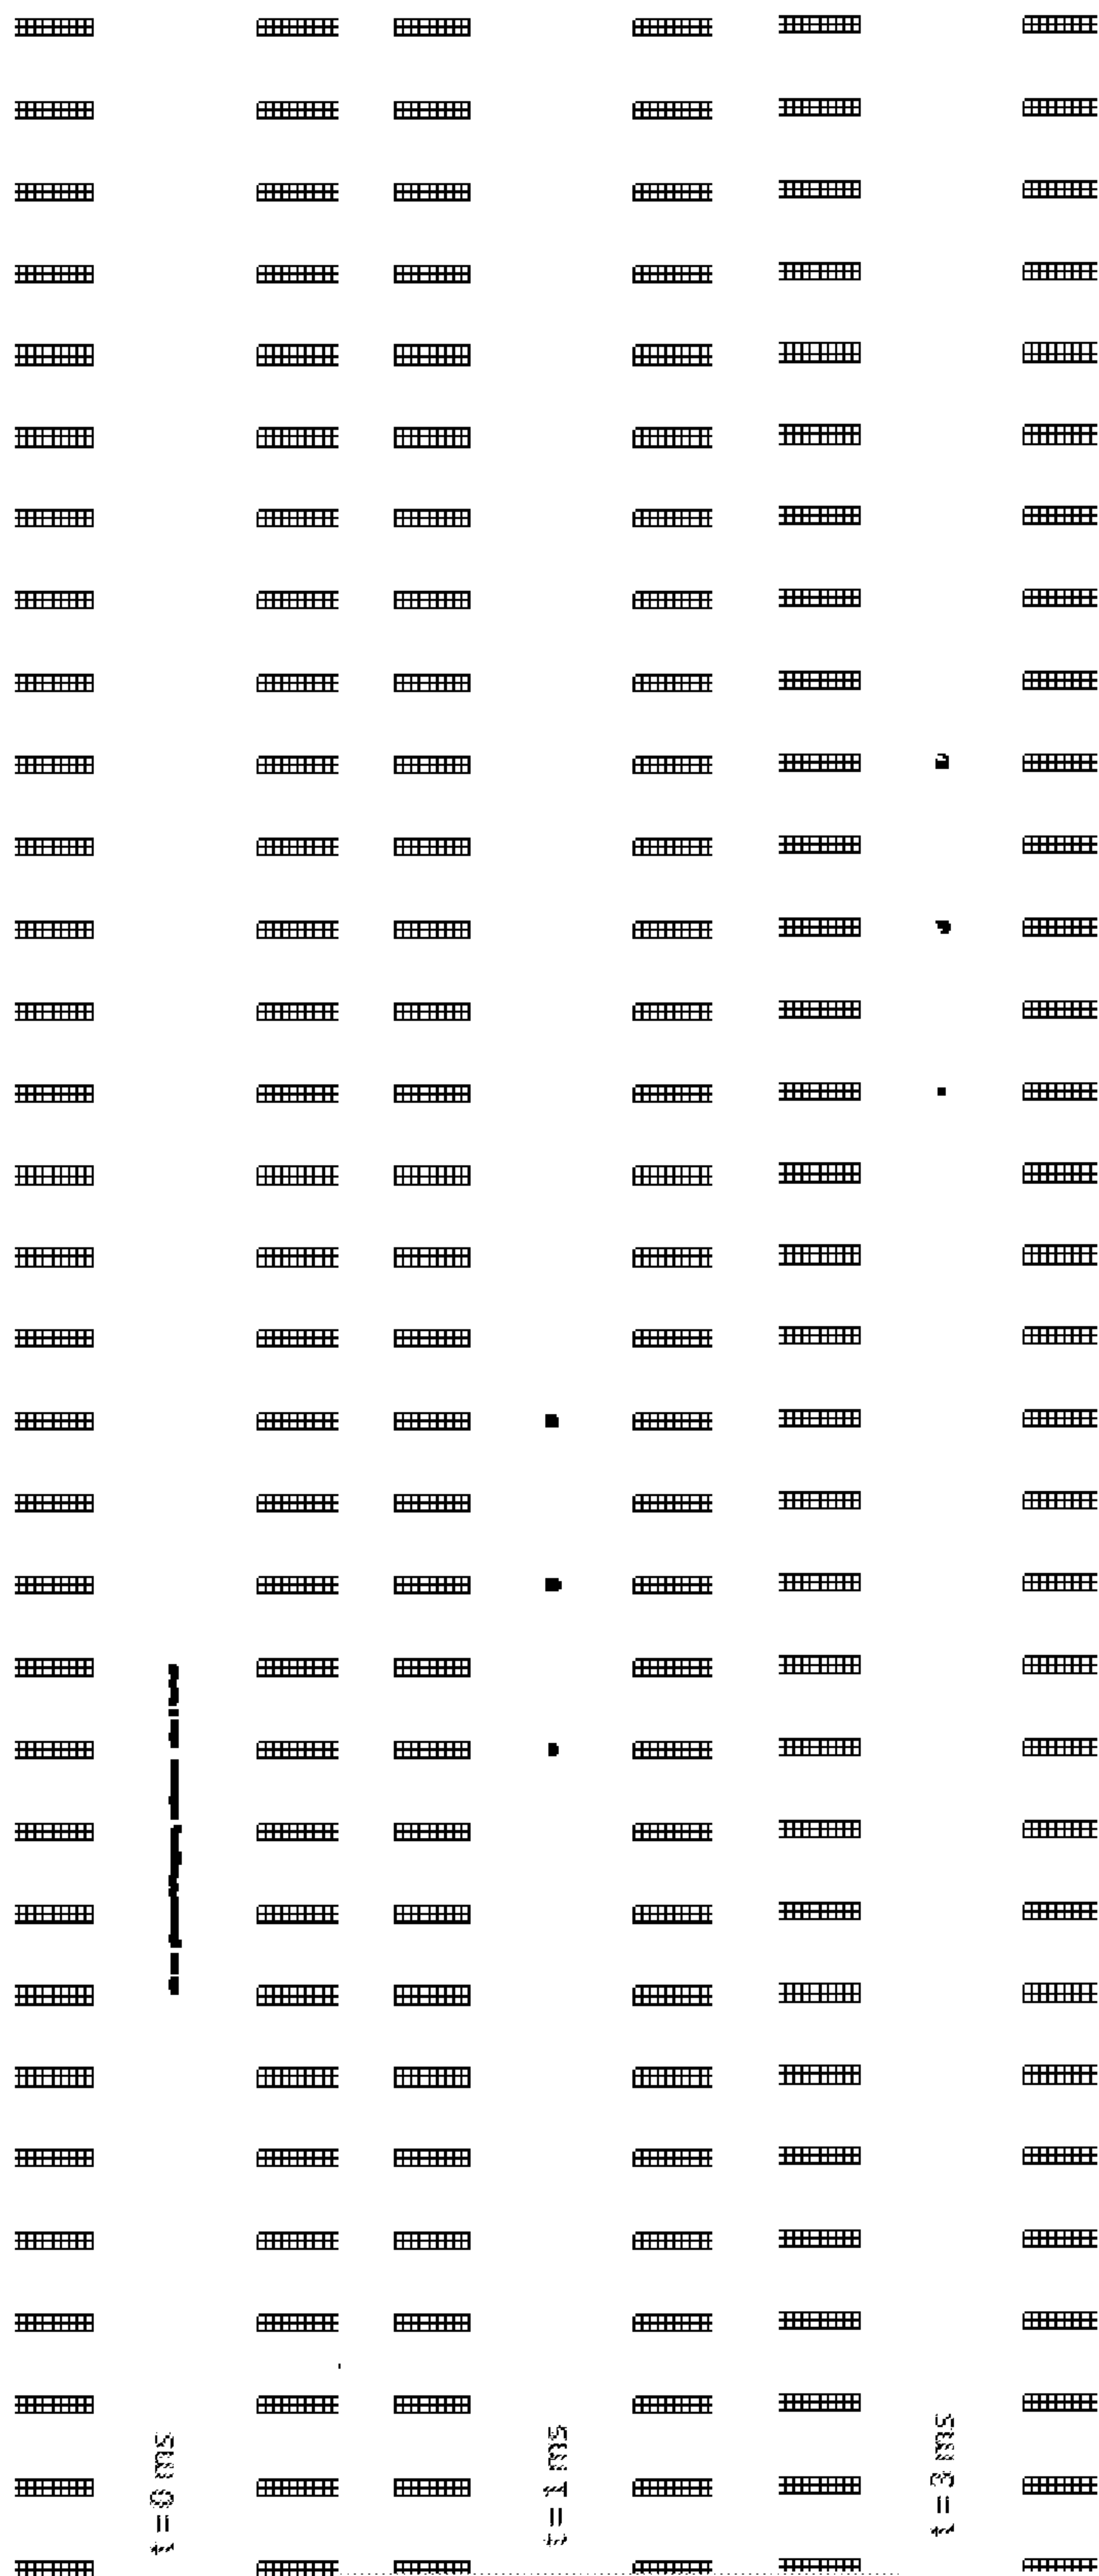 t = 0 ms
t = 1 ms
t = 3 ms